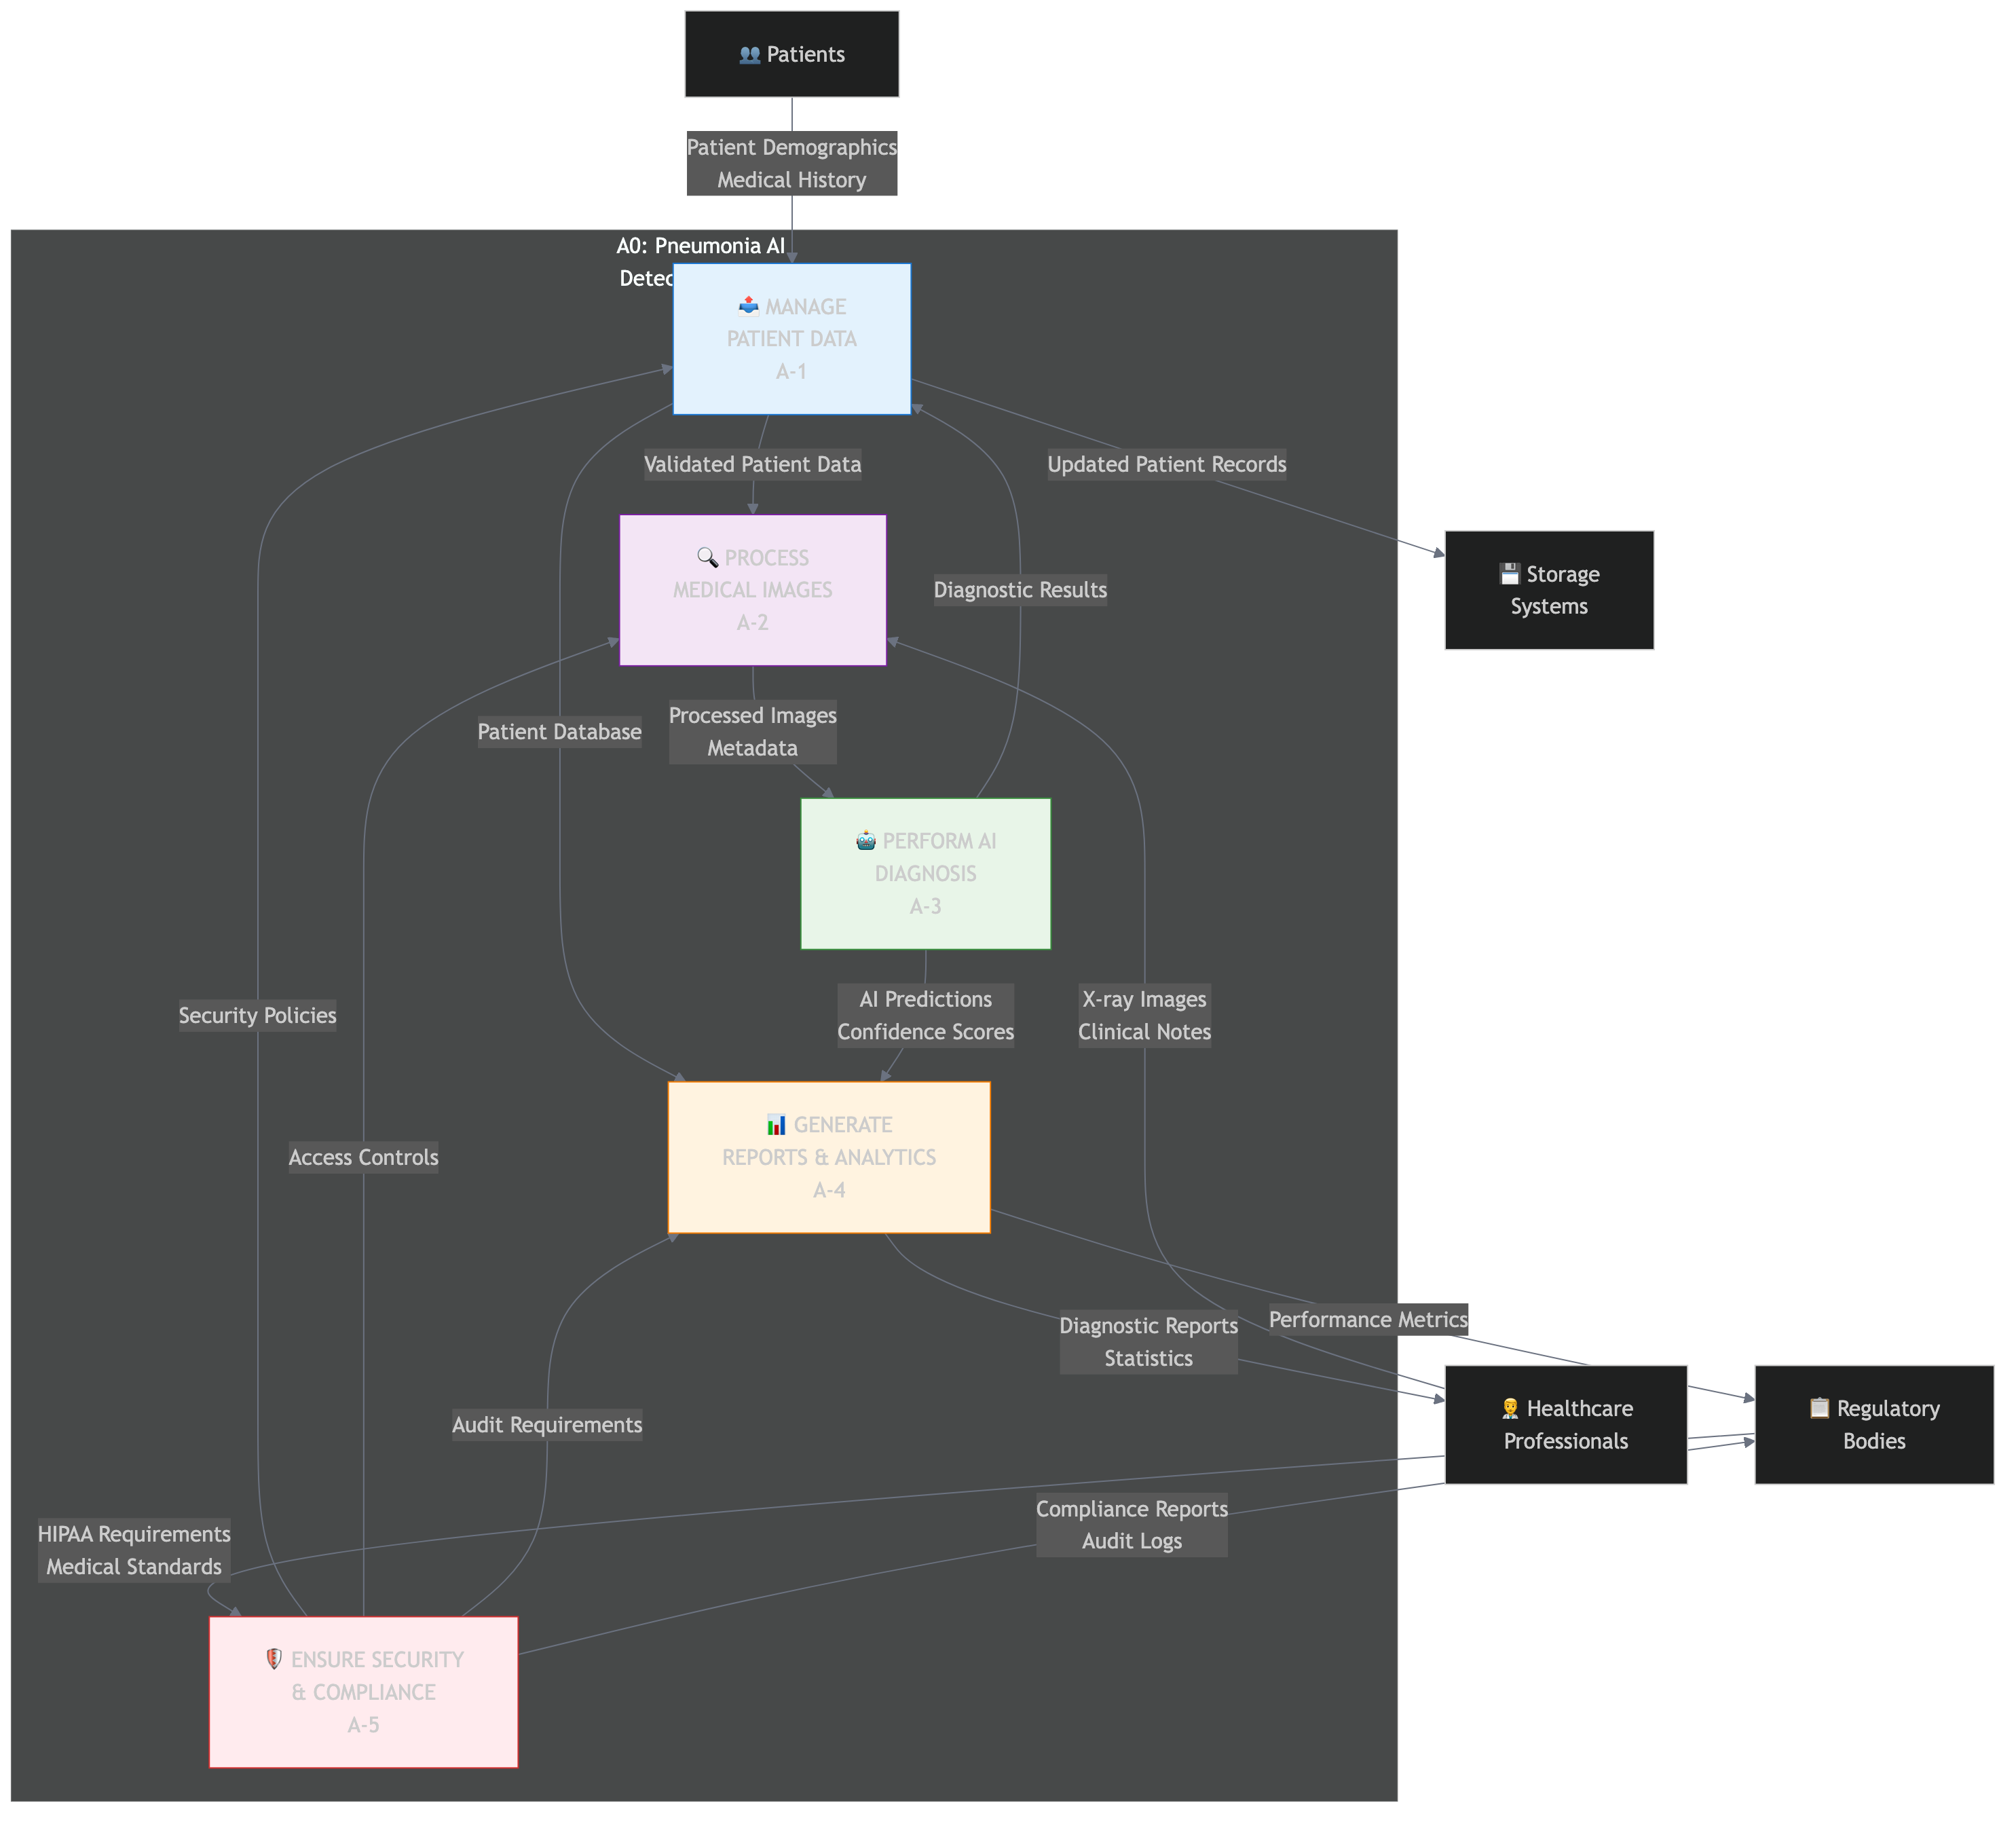 👥 Patients
Patient Demographics
Medical History
A0: Pneumonia AI
Detec
📤 MANAGE
PATIENT DATA
A-1
Validated Patient Data
Updated Patient Records
🔍 PROCESS
MEDICAL IMAGES
A-2
💾 Storage
Systems
Diagnostic Results
Patient Database
Processed Images
Metadata
🤖 PERFORM AI
DIAGNOSIS
A-3
Security Policies
AI Predictions
Confidence Scores
X-ray Images
Clinical Notes
Access Controls
📊 GENERATE
REPORTS & ANALYTICS
A-4
Diagnostic Reports
Statistics
Performance Metrics
Audit Requirements
👨‍⚕️ Healthcare
Professionals
📋 Regulatory
Bodies
HIPAA Requirements
Medical Standards
Compliance Reports
Audit Logs
🛡️ ENSURE SECURITY
& COMPLIANCE
A-5